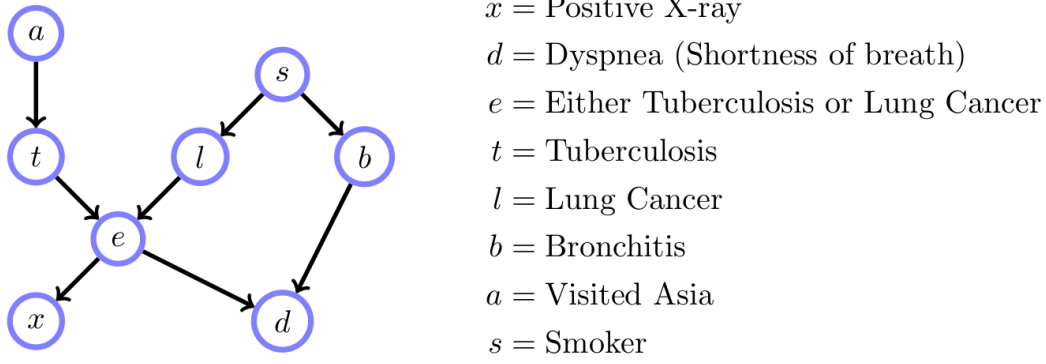 a
s
t
l
b
e
x
d
x = Positive X-ray
d = Dyspnea (Shortness of breath)
e = Either Tuberculosis or Lung Cancer
t = Tuberculosis
l = Lung Cancer
b = Bronchitis
a = Visited Asia
s = Smoker